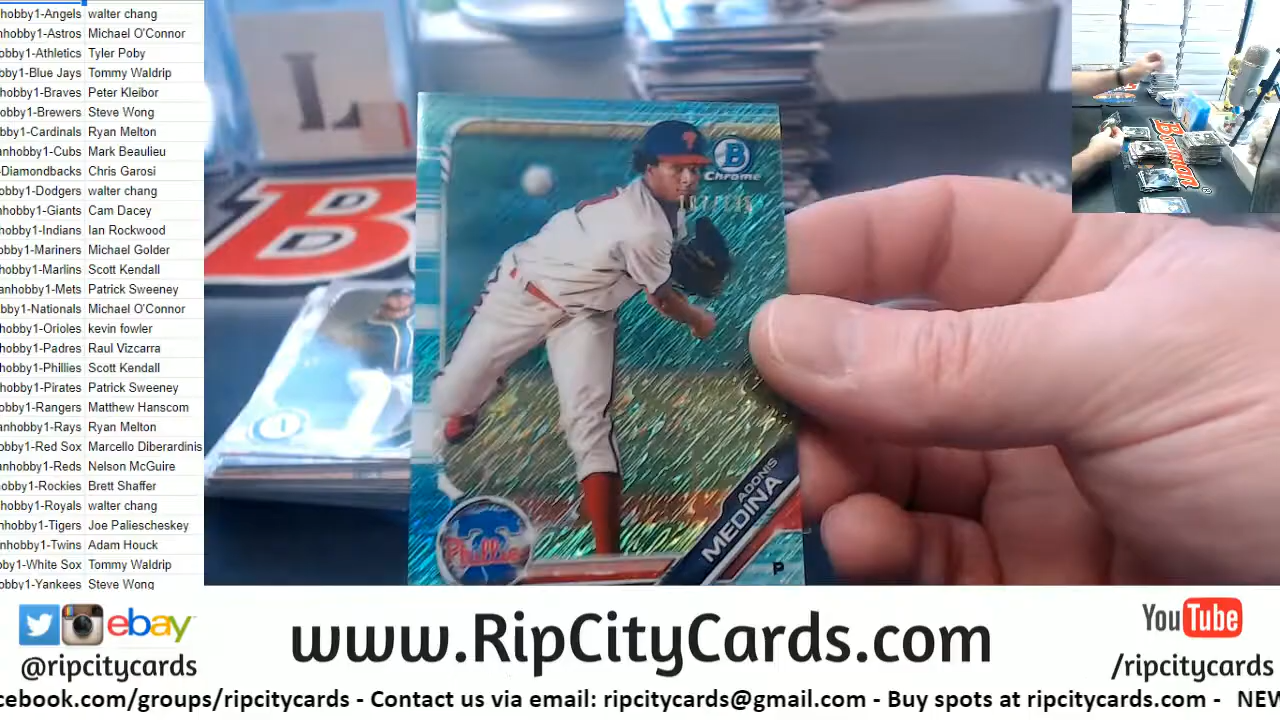 hobby1-Angels walter chang
nhobby1-Astros Michael O'Connor
hobby1-Athletics Tyler Poby
bby1-Blue Jays Tommy Waldrip
hobby1-Braves Peter Kleibor
obby1-Brewers Steve Wong
bby1-Cardinals Ryan Melton
anhobby1-Cubs Mark Beaulieu
-Diamondbacks Chris Garosi
obby1-Dodgers walter chang
nhobby1-Giants Cam Dacey
hobby1-Indians Ian Rockwood
obby1-Mariners Michael Golder
hobby1-Marlins Scott Kendall
anhobby1-Mets Patrick Sweeney
bby1-Nationals Michael O'Connor
hobby1-Orioles kevin fowler
hobby1-Padres Raul Vizcarra
hobby1-Phillies Scott Kendall
hobby1-Pirates Patrick Sweeney
obby1-Rangers Matthew Hanscom
anhobby1-Rays Ryan Melton
obby1-Red Sox Marcello Diberardinis
anhobby1-Reds Nelson McGuire
obby1-Rockies Brett Shaffer
hobby1-Royals walter chang
nhobby1-Tigers Joe Paliescheskey
nhobby1-Twins Adam Houck
bby1-White Sox Tommy Waldrip
obby1-Yankees Steve Wong
L
B
B
Chrome
Phillies
ADONIS
MEDINA
P
Bowman
ebay
@ripcitycards
www.RipCityCards.com
YouTube
/ripcitycards
cebook.com/groups/ripcitycards - Contact us via email: ripcitycards@gmail.com - Buy spots at ripcitycards.com - NEW